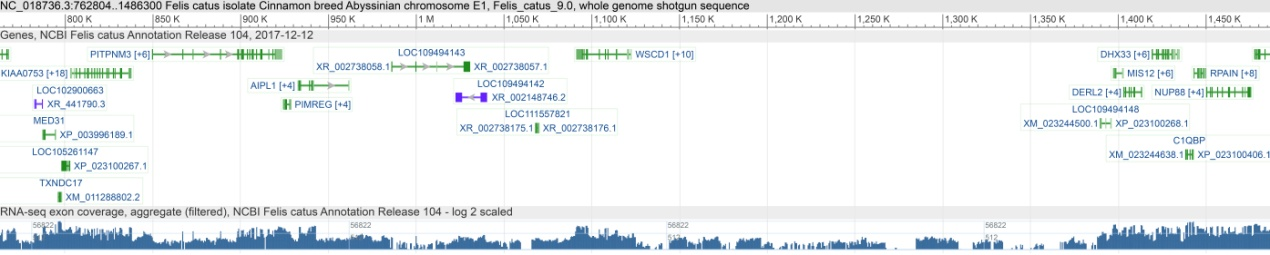 NC_018736.3:762804..1486300 Felis catus isolate Cinnamon breed Abyssinian chromosome E1, Felis_catus_9.0, whole genome shotgun sequence
800 K 850 K 900 K 950 K 1 M 1,050 K 1,100 K 1,150 K 1,200 K 1,250 K 1,300 K 1,350 K 1,400 K 1,450 K
Genes, NCBI Felis catus Annotation Release 104, 2017-12-12
PITPNM3 [+6] LOC109494143 WSCD1 [+10] DHX33 [+6]
XR_002738058.1 XR_002738057.1
KIAA0753 [+18] MIS12 [+6] RPAIN [+8]
AIPL1 [+4] LOC109494142
LOC102900663 DERL2 [+4] NUP88 [+4]
XR_441790.3 PIMREG [+4] XR_002148746.2
LOC111557821 LOC109494148
MED31 XR_002738175.1 XR_002738176.1 XM_023244500.1 XP_023100268.1
XP_003996189.1
C1QBP
LOC105261147 XM_023244638.1 XP_023100406.1
XP_023100267.1
TXNDC17
XM_011288802.2
RNA-seq exon coverage, aggregate (filtered), NCBI Felis catus Annotation Release 104 - log 2 scaled
56822 56822 56822 56822
512 512